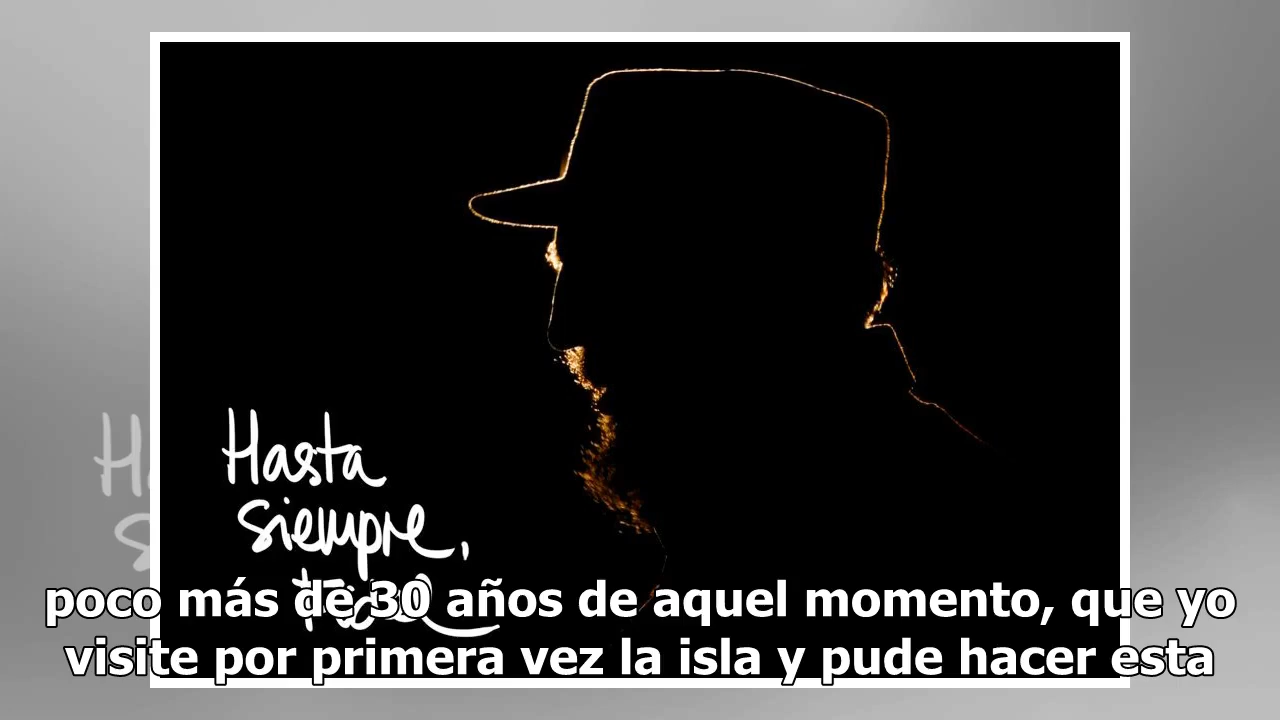 Hasta
siempre,
poco más de 30 años de aquel momento, que yo
visite por primera vez la isla y pude hacer esta